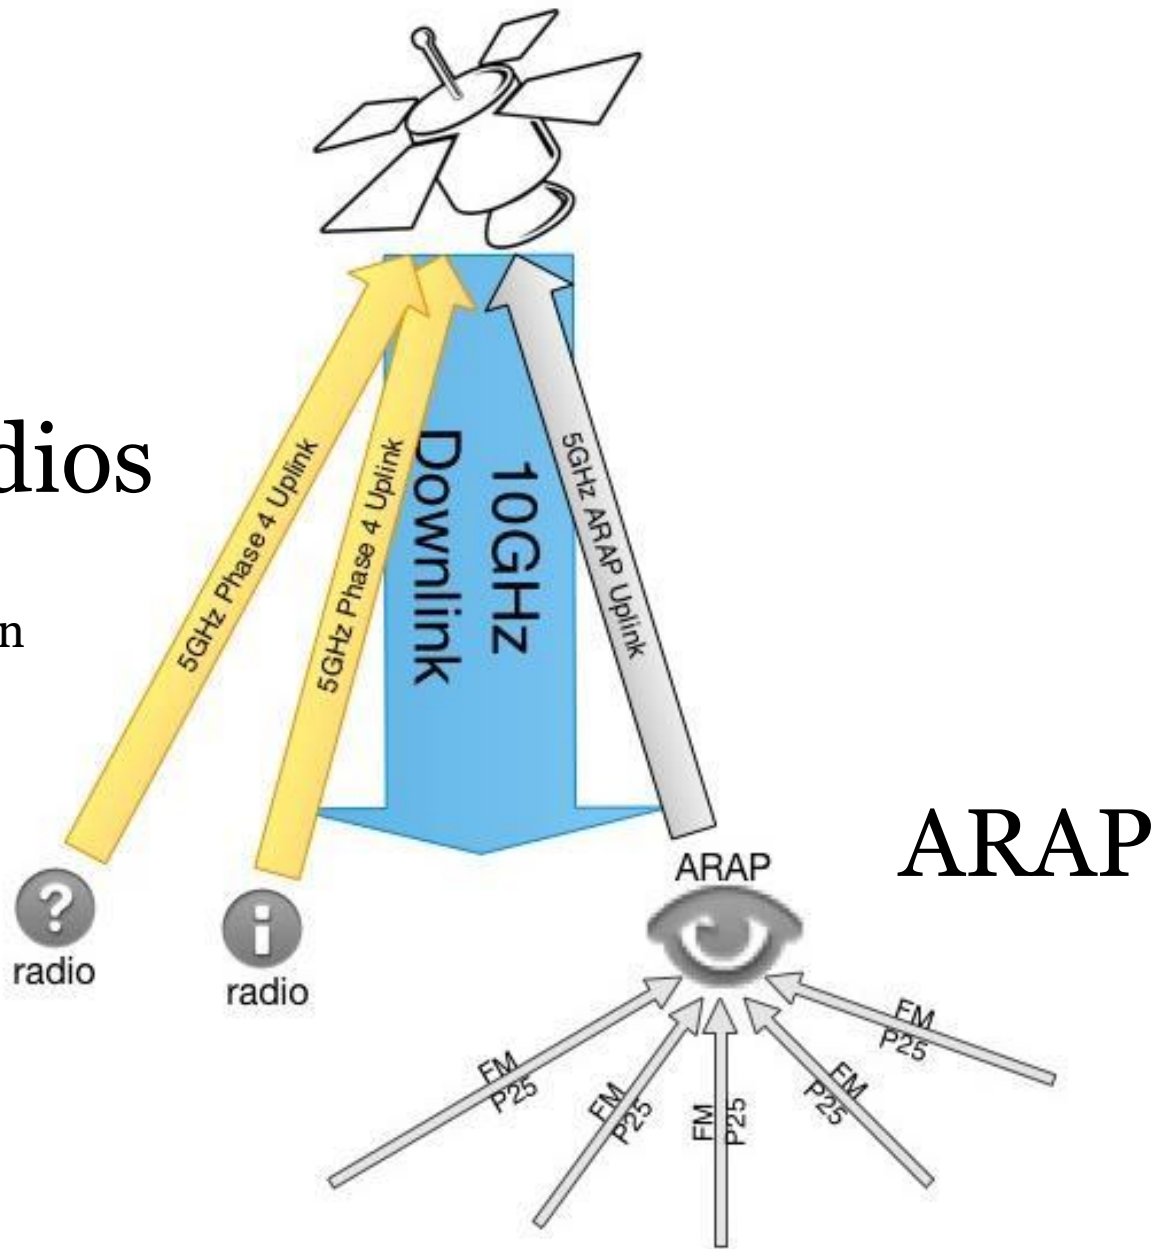 dios
n
5GHz Phase 4 Uplink
5GHz Phase 4 Uplink
10GHz
Downlink
5GHz ARAP Uplink
ARAP
ARAP
?
radio
i
radio
FM
P25
FM
P25
FM
P25
FM
P25
FM
P25